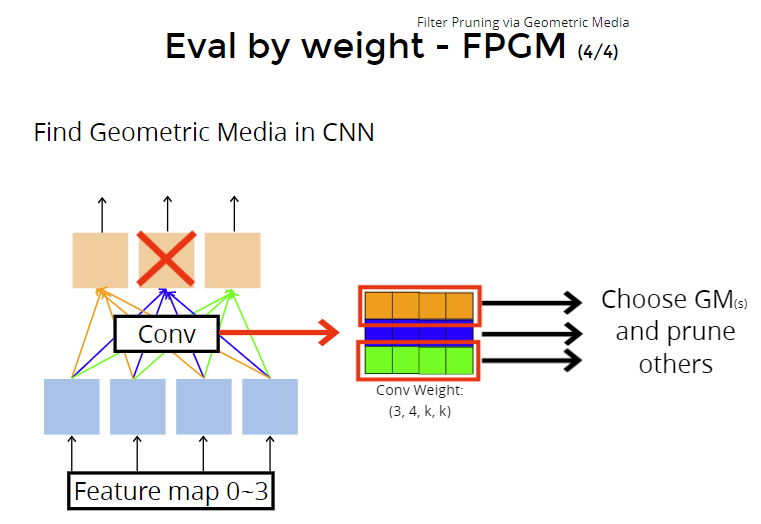 Filter Pruning via Geometric Media
Eval by weight - FPGM (4/4)
Find Geometric Media in CNN
Conv
Choose GM(s)
and prune
others
Conv Weight:
(3, 4, k, k)
Feature map 0~3